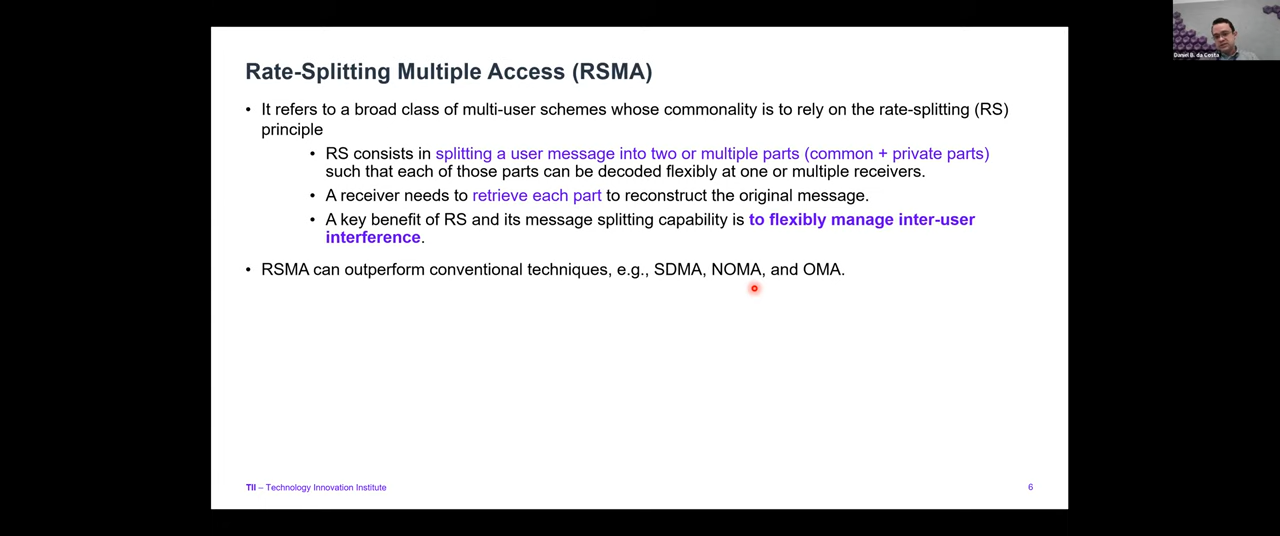 Rate-Splitting Multiple Access (RSMA)
• It refers to a broad class of multi-user schemes whose commonality is to rely on the rate-splitting (RS)
principle
• RS consists in splitting a user message into two or multiple parts (common + private parts)
such that each of those parts can be decoded flexibly at one or multiple receivers.
• A receiver needs to retrieve each part to reconstruct the original message.
• A key benefit of RS and its message splitting capability is to flexibly manage inter-user
interference.
• RSMA can outperform conventional techniques, e.g., SDMA, NOMA, and OMA.
TII – Technology Innovation Institute
6
Daniel B. da Costa